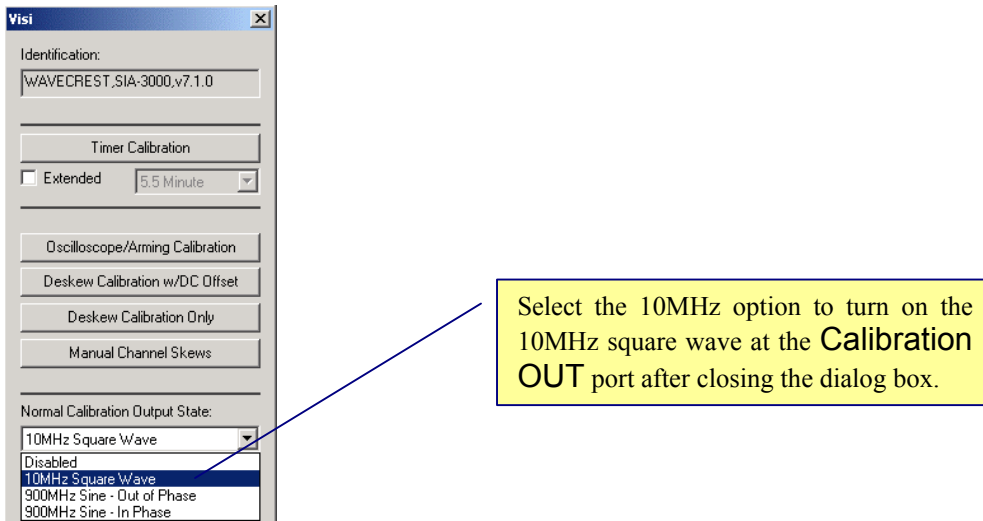 Visi
Identification:
WAVECREST,SIA-3000,v7.1.0
Timer Calibration
Extended 5.5 Minute
Oscilloscope/Arming Calibration
Deskew Calibration w/DC Offset
Deskew Calibration Only
Manual Channel Skews
Normal Calibration Output State:
10MHz Square Wave
Disabled
10MHz Square Wave
900MHz Sine - Out of Phase
900MHz Sine - In Phase
Select the 10MHz option to turn on the
10MHz square wave at the Calibration
OUT port after closing the dialog box.